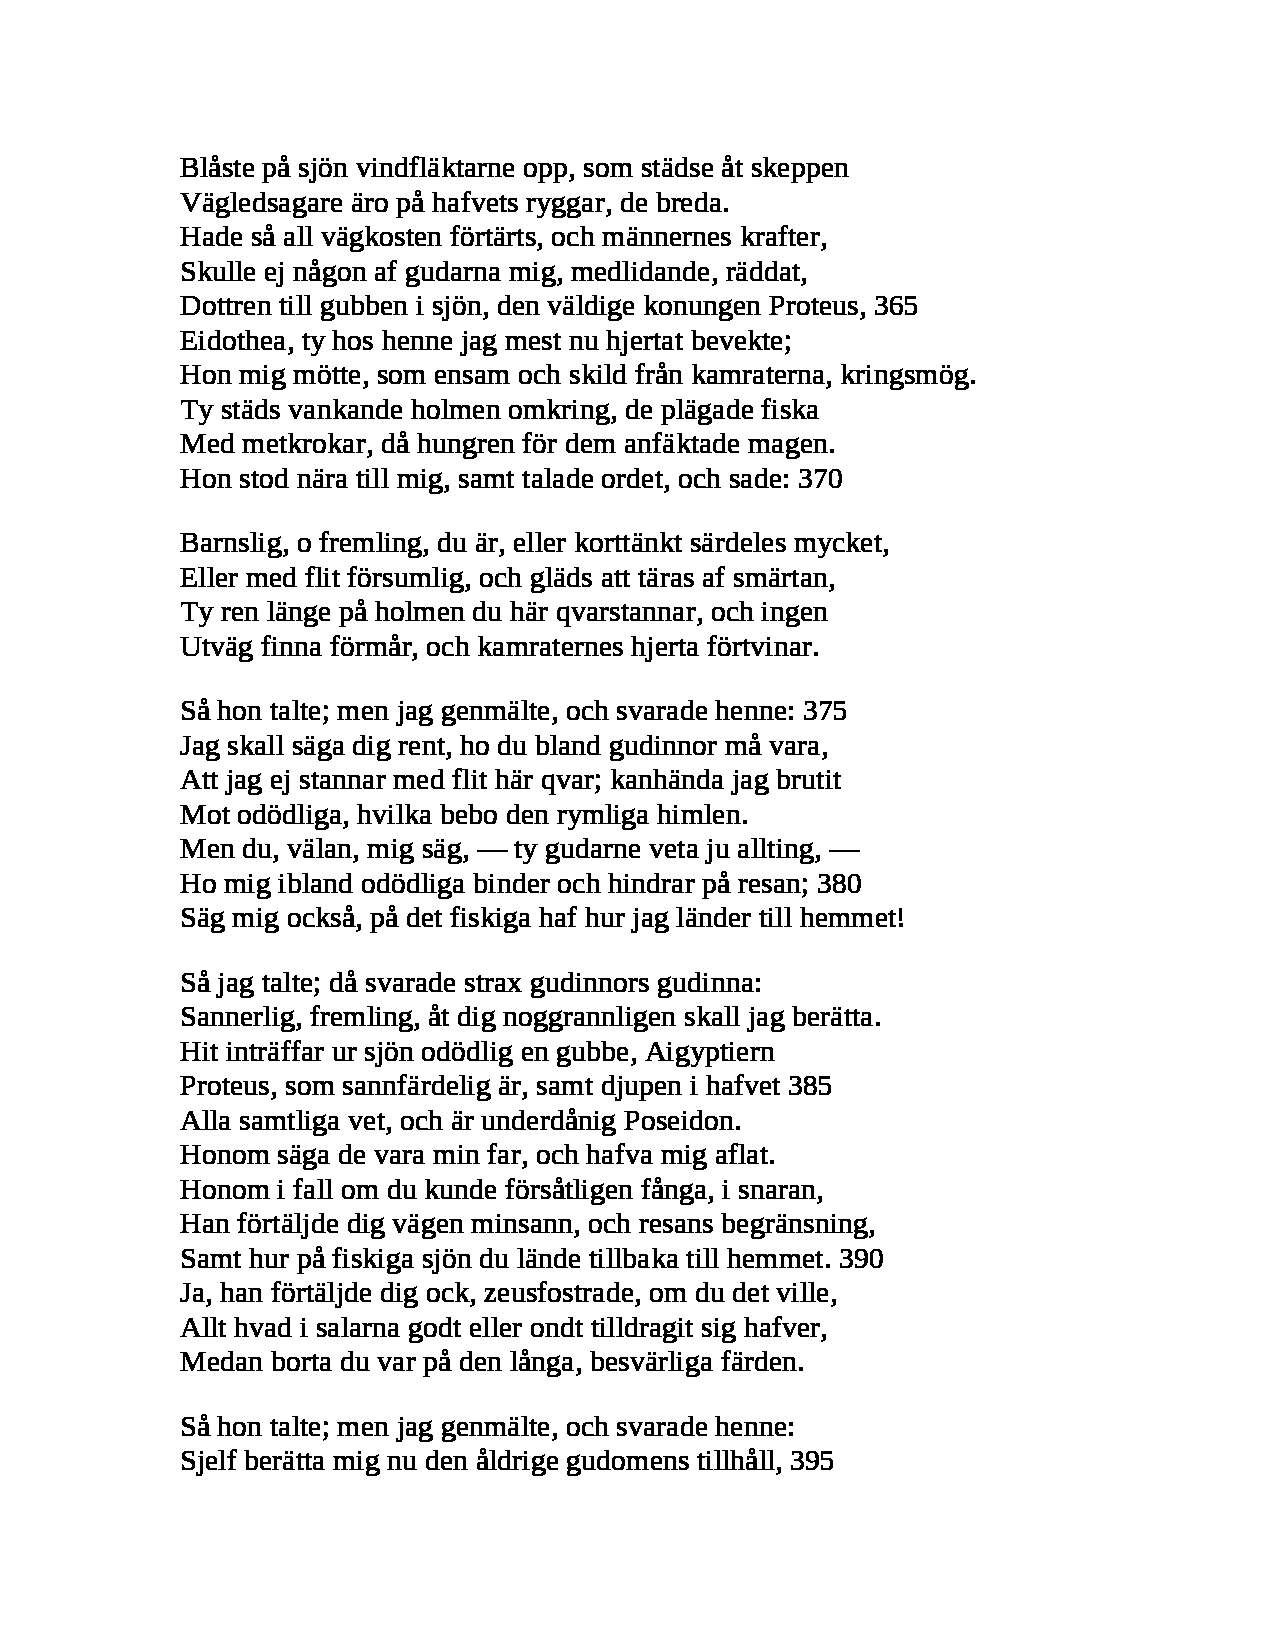 Blåste på sjön vindfläktarne opp, som städse åt skeppen
Vägledsagare äro på hafvets ryggar, de breda.
Hade så all vägkosten förtärts, och männernes krafter,
Skulle ej någon af gudarna mig, medlidande, räddat,
Dottren till gubben i sjön, den väldige konungen Proteus, 365
Eidothea, ty hos henne jag mest nu hjertat bevekte;
Hon mig mötte, som ensam och skild från kamraterna, kringsmög.
Ty städs vankande holmen omkring, de plägade fiska
Med metkrokar, då hungren för dem anfäktade magen.
Hon stod nära till mig, samt talade ordet, och sade: 370
Barnslig, o fremling, du är, eller korttänkt särdeles mycket,
Eller med flit försumlig, och gläds att täras af smärtan,
Ty ren länge på holmen du här qvarstannar, och ingen
Utväg finna förmår, och kamraternes hjerta förtvinar.
Så hon talte; men jag genmälte, och svarade henne: 375
Jag skall säga dig rent, ho du bland gudinnor må vara,
Att jag ej stannar med flit här qvar; kanhända jag brutit
Mot odödliga, hvilka bebo den rymliga himlen.
Men du, välan, mig säg, — ty gudarne veta ju allting, —
Ho mig ibland odödliga binder och hindrar på resan; 380
Säg mig också, på det fiskiga haf hur jag länder till hemmet!
Så jag talte; då svarade strax gudinnors gudinna:
Sannerlig, fremling, åt dig noggrannligen skall jag berätta.
Hit inträffar ur sjön odödlig en gubbe, Aigyptiern
Proteus, som sannfärdelig är, samt djupen i hafvet 385
Alla samtliga vet, och är underdånig Poseidon.
Honom säga de vara min far, och hafva mig aflat.
Honom i fall om du kunde försåtligen fånga, i snaran,
Han förtäljde dig vägen minsann, och resans begränsning,
Samt hur på fiskiga sjön du lände tillbaka till hemmet. 390
Ja, han förtäljde dig ock, zeusfostrade, om du det ville,
Allt hvad i salarna godt eller ondt tilldragit sig hafver,
Medan borta du var på den långa, besvärliga färden.
Så hon talte; men jag genmälte, och svarade henne:
Sjelf berätta mig nu den åldrige gudomens tillhåll, 395